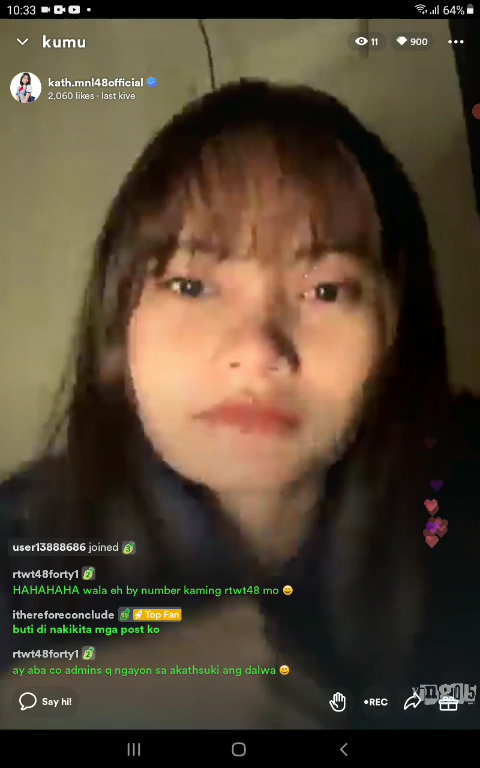 10:33
64%
kumu
11
900
kath.mnl48official
2,060 likes · last kive
user13888686 joined
rtwt48forty1
HAHAHAHA wala eh by number kaming rtwt48 mo 😄
ithereforeconclude Top Fan
buti di nakikita mga post ko
rtwt48forty1
ay aba co admins q ngayon sa akathsuki ang dalwa 😄
Say hi!
•REC